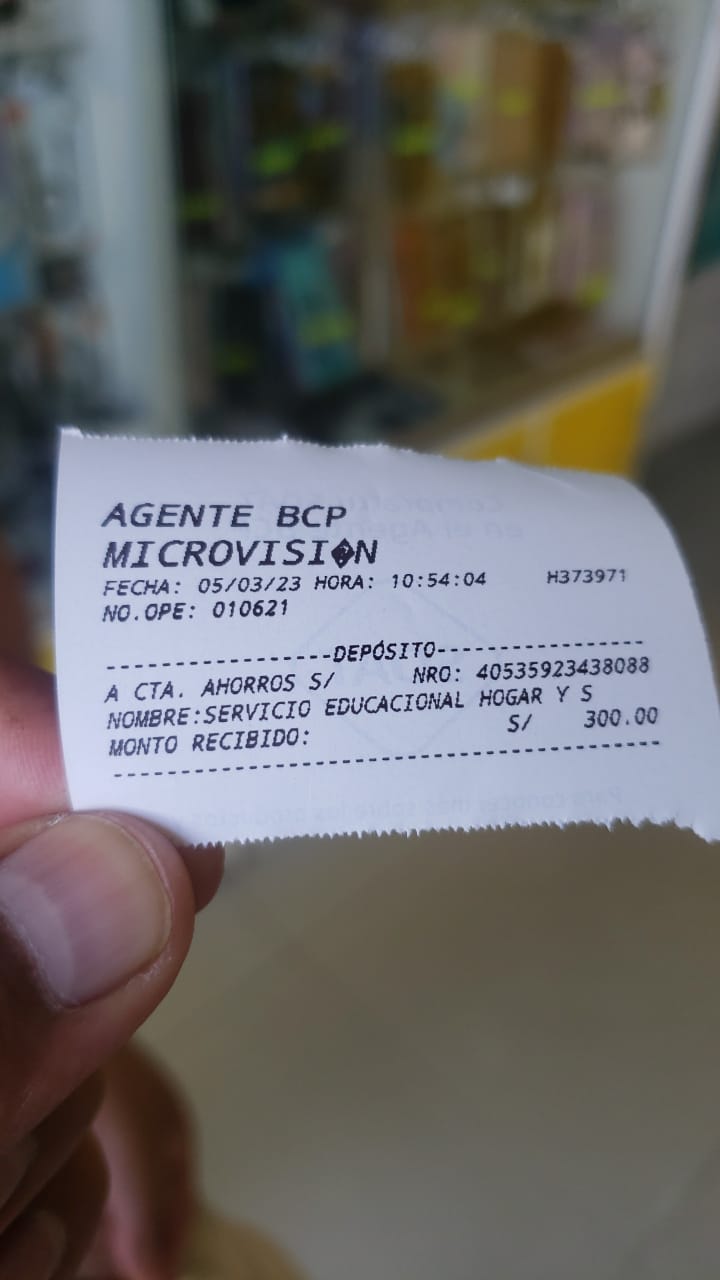 AGENTE BCP
MICROVISI�N
FECHA: 05/03/23 HORA: 10:54:04 H373971
NO.OPE: 010621
------------------DEPÓSITO------------------
A CTA. AHORROS S/ NRO: 40535923438088
NOMBRE:SERVICIO EDUCACIONAL HOGAR Y S
MONTO RECIBIDO: S/ 300.00
------------------------------------------------